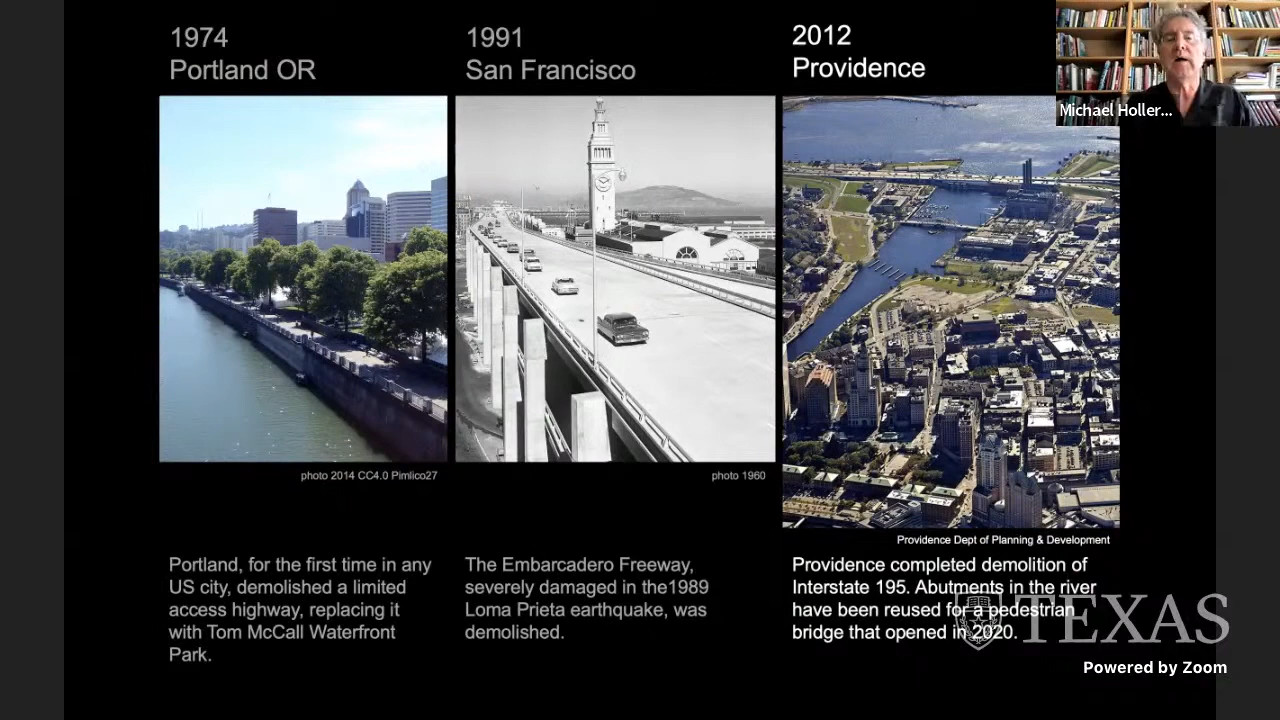 1974
Portland OR
photo 2014 CC4.0 Pimlico27
Portland, for the first time in any
US city, demolished a limited
access highway, replacing it
with Tom McCall Waterfront
Park.
1991
San Francisco
photo 1960
The Embarcadero Freeway,
severely damaged in the1989
Loma Prieta earthquake, was
demolished.
2012
Providence
Providence Dept of Planning & Development
Providence completed demolition of
Interstate 195. Abutments in the river
have been reused for a pedestrian
bridge that opened in 2020.
Michael Holler...
TEXAS
Powered by Zoom